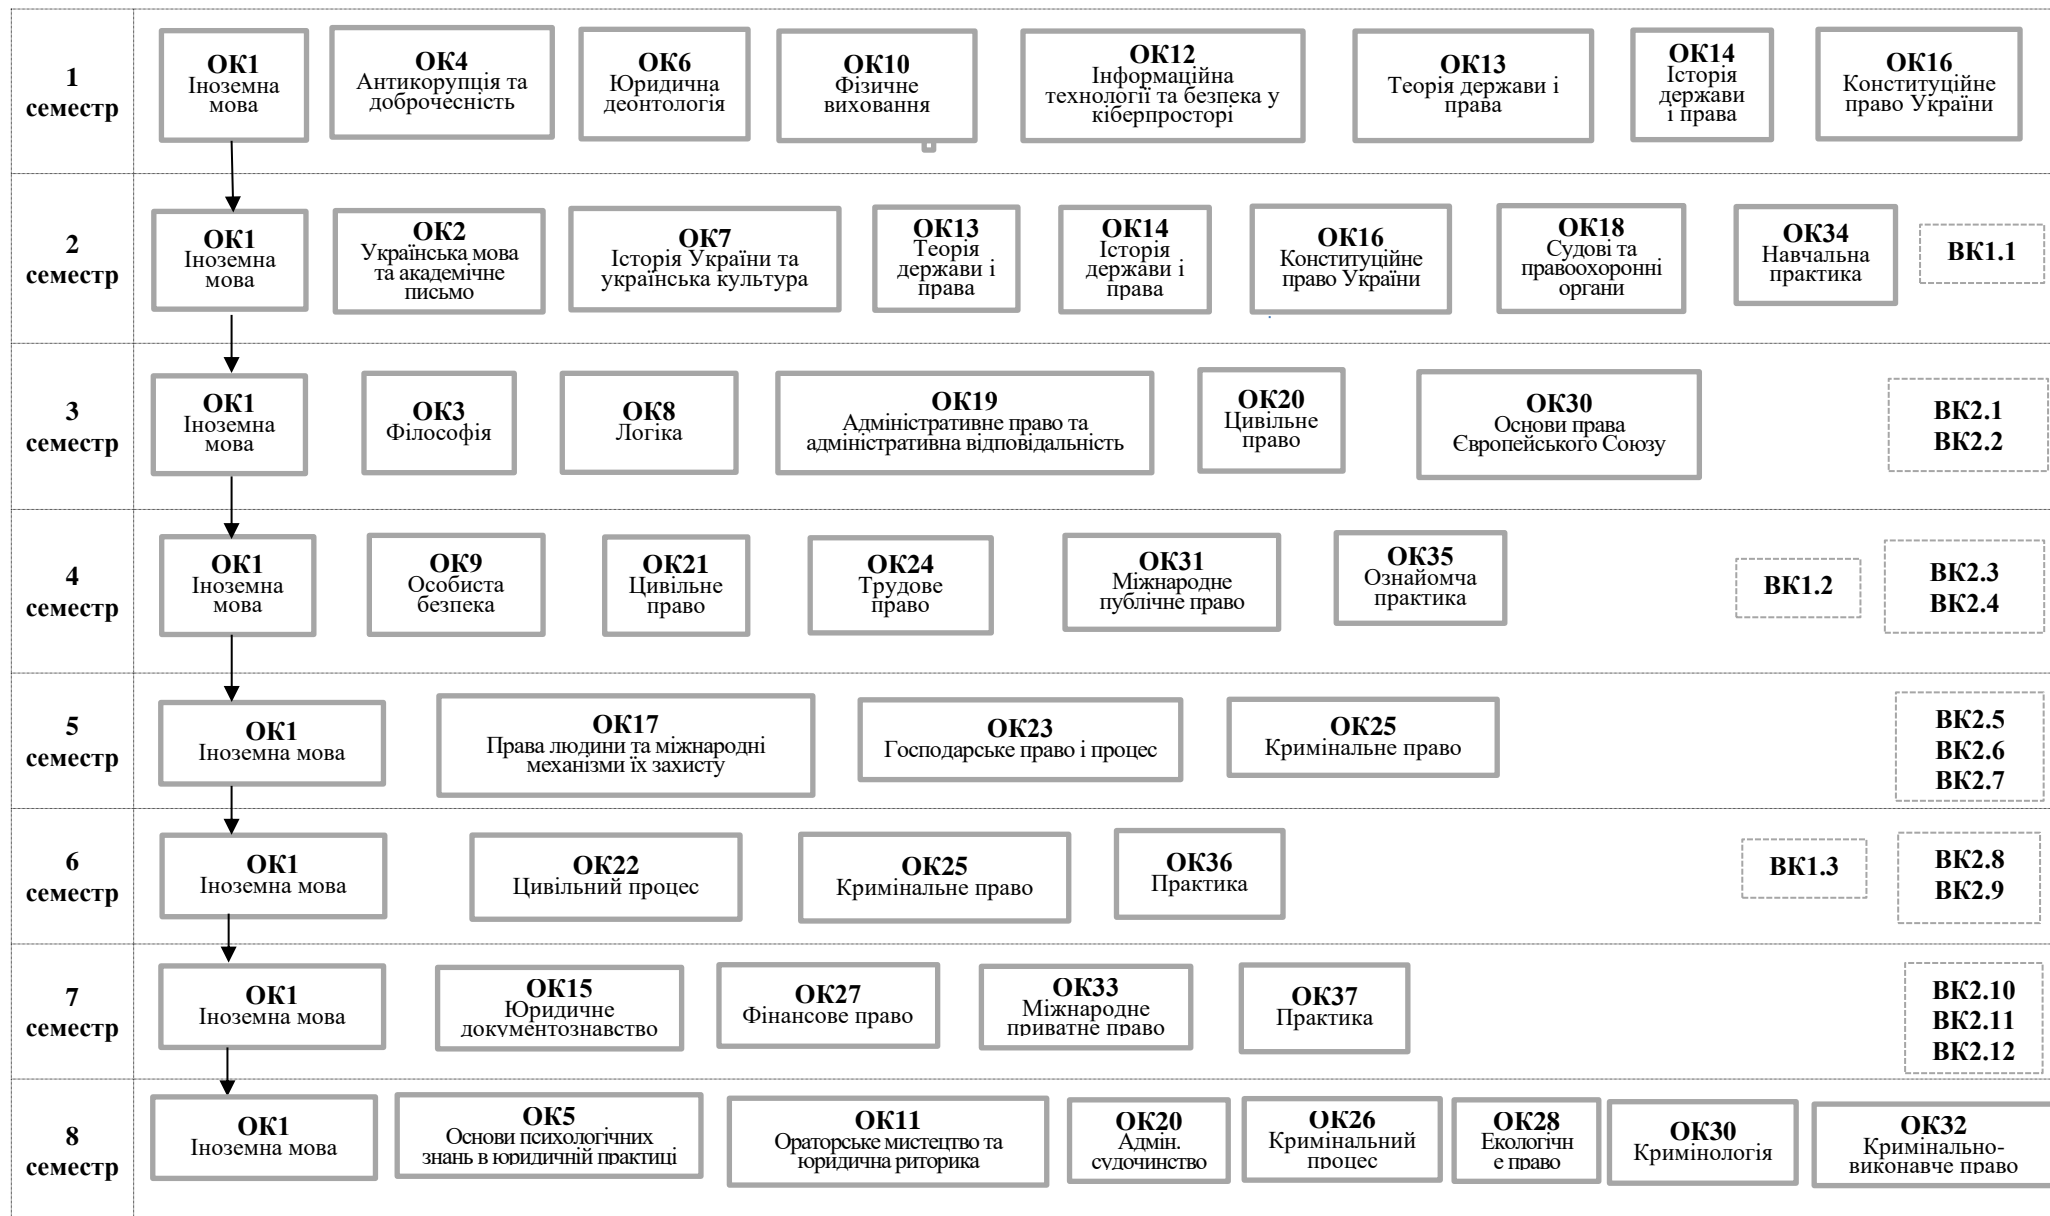 1
семестр
ОК1
Іноземна
мова
ОК4
Антикорупція та
доброчесність
ОК6
Юридична
деонтологія
ОК10
Фізичне
виховання
ОК12
Інформаційна
технології та безпека у
кіберпросторі
ОК13
Теорія держави і
права
ОК14
Історія
держави
і права
ОК16
Конституційне
право України
2
семестр
ОК1
Іноземна
мова
ОК2
Українська мова
та академічне
письмо
ОК7
Історія України та
українська культура
ОК13
Теорія
держави і
права
ОК14
Історія
держави і
права
ОК16
Конституційне
право України
ОК18
Судові та
правоохоронні
органи
ОК34
Навчальна
практика
ВК1.1
3
семестр
ОК1
Іноземна
мова
ОК3
Філософія
ОК8
Логіка
ОК19
Адміністративне право та
адміністративна відповідальність
ОК20
Цивільне
право
ОК30
Основи права
Європейського Союзу
ВК2.1
ВК2.2
4
семестр
ОК1
Іноземна
мова
ОК9
Особиста
безпека
ОК21
Цивільне
право
ОК24
Трудове
право
ОК31
Міжнародне
публічне право
ОК35
Ознайомча
практика
ВК1.2
ВК2.3
ВК2.4
5
семестр
ОК1
Іноземна мова
ОК17
Права людини та міжнародні
механізми їх захисту
ОК23
Господарське право і процес
ОК25
Кримінальне право
ВК2.5
ВК2.6
ВК2.7
6
семестр
ОК1
Іноземна мова
ОК22
Цивільний процес
ОК25
Кримінальне право
ОК36
Практика
ВК1.3
ВК2.8
ВК2.9
7
семестр
ОК1
Іноземна мова
ОК15
Юридичне
документознавство
ОК27
Фінансове право
ОК33
Міжнародне
приватне право
ОК37
Практика
ВК2.10
ВК2.11
ВК2.12
8
семестр
ОК1
Іноземна мова
ОК5
Основи психологічних
знань в юридичній практиці
ОК11
Ораторське мистецтво та
юридична риторика
ОК20
Адмін.
судочинство
ОК26
Кримінальний
процес
ОК28
Екологічн
е право
ОК30
Кримінологія
ОК32
Кримінально-
виконавче право